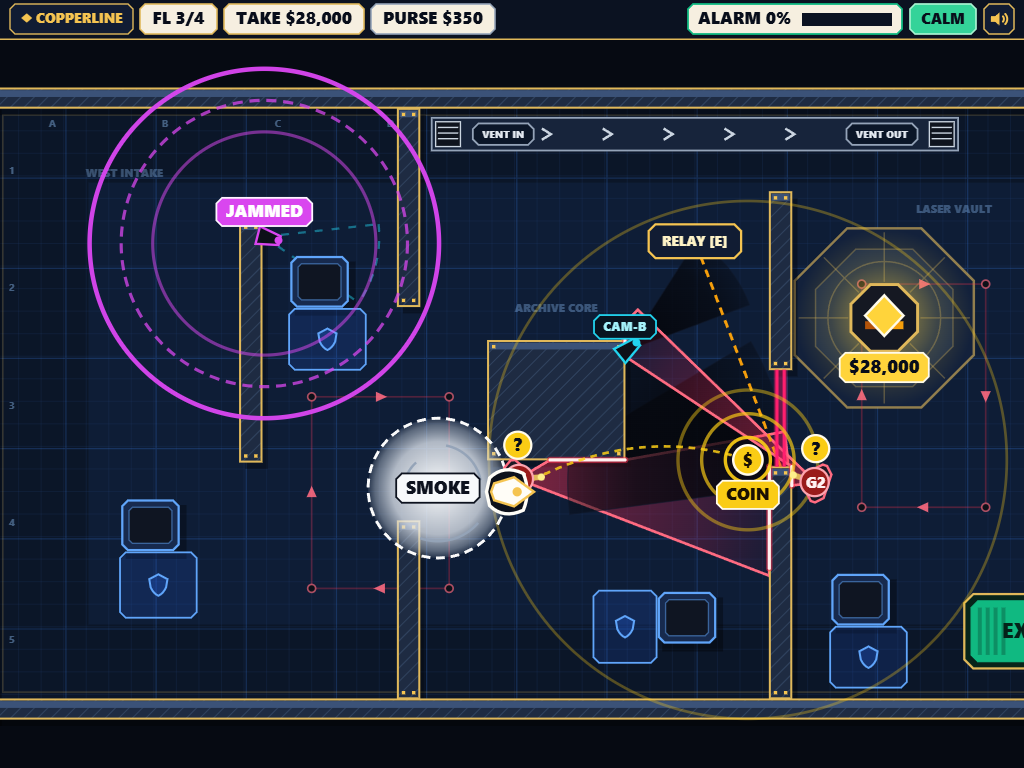 COPPERLINE
FL 3/4
TAKE $28,000
PURSE $350
ALARM 0%
CALM
A
B
C
VENT IN
VENT OUT
1
WEST INTAKE
LASER VAULT
JAMMED
RELAY [E]
2
ARCHIVE CORE
CAM-B
$28,000
3
?
?
$
SMOKE
COIN
G2
4
5
EX